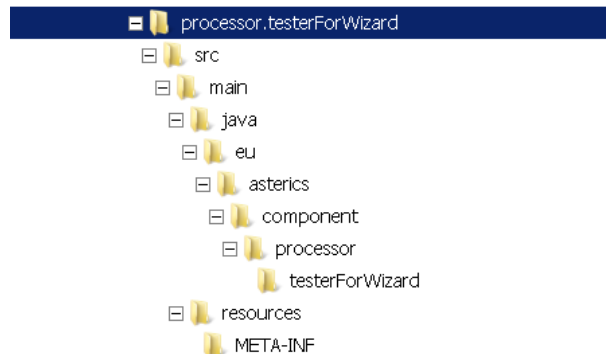 processor.testerForWizard
src
main
java
eu
asterics
component
processor
testerForWizard
resources
META-INF